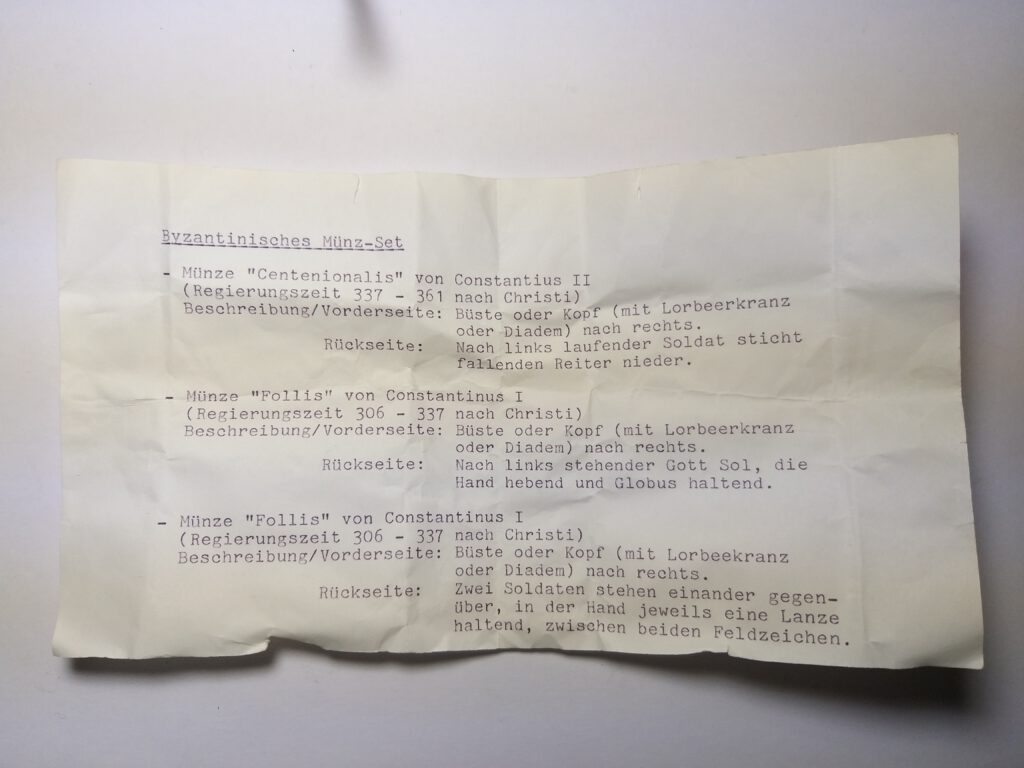 Byzantinisches Münz-Set
- Münze "Centenionalis" von Constantius II
(Regierungszeit 337 - 361 nach Christi)
Beschreibung/Vorderseite: Büste oder Kopf (mit Lorbeerkranz
oder Diadem) nach rechts.
Rückseite: Nach links laufender Soldat sticht
fallenden Reiter nieder.
- Münze "Follis" von Constantinus I
(Regierungszeit 306 - 337 nach Christi)
Beschreibung/Vorderseite: Büste oder Kopf (mit Lorbeerkranz
oder Diadem) nach rechts.
Rückseite: Nach links stehender Gott Sol, die
Hand hebend und Globus haltend.
- Münze "Follis" von Constantinus I
(Regierungszeit 306 - 337 nach Christi)
Beschreibung/Vorderseite: Büste oder Kopf (mit Lorbeekranz
oder Diadem) nach rechts.
Rückseite: Zwei Soldaten stehen einander gegen-
über, in der Hand jeweils eine Lanze
haltend, zwischen beiden Feldzeichen.